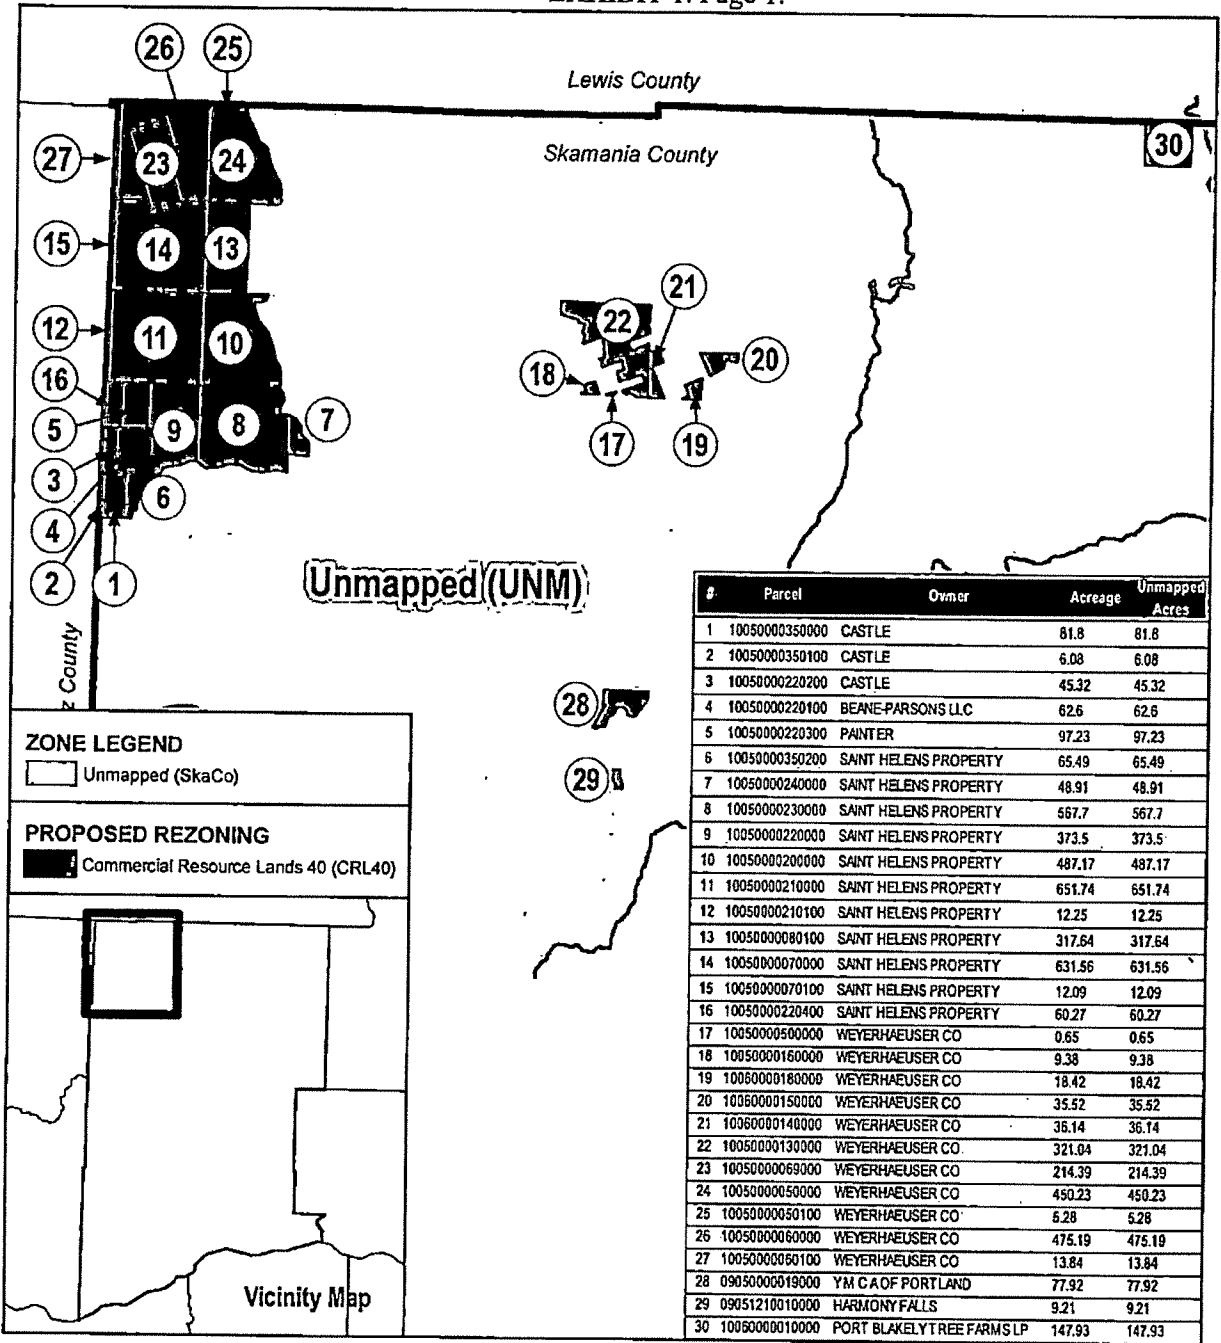 26 25
Lewis County
Skamania County
30
27 23 24
15 14 13
12 11 10
21
22
16
18 20
5 9 8 7
17 19
3
6
4
2 1
Unmapped (UNM)
z County
28
29
ZONE LEGEND
Unmapped (SkaCo)
PROPOSED REZONING
Commercial Resource Lands 40 (CRL40)
Vicinity Map
# Parcel Owner Acreage Unmapped Acres
1 10050000350000 CASTLE 81.8 81.8
2 10050000350100 CASTLE 6.08 6.08
3 10050000220200 CASTLE 45.32 45.32
4 10050000220100 BEANE-PARSONS LLC 62.6 62.6
5 10050000220300 PAINTER 97.23 97.23
6 10050000350200 SAINT HELENS PROPERTY 65.49 65.49
7 10050000240000 SAINT HELENS PROPERTY 48.91 48.91
8 10050000230000 SAINT HELENS PROPERTY 567.7 567.7
9 10050000220000 SAINT HELENS PROPERTY 373.5 373.5
10 10050000200000 SAINT HELENS PROPERTY 487.17 487.17
11 10050000210000 SAINT HELENS PROPERTY 651.74 651.74
12 10050000210100 SAINT HELENS PROPERTY 12.25 12.25
13 10050000080100 SAINT HELENS PROPERTY 317.64 317.64
14 10050000070000 SAINT HELENS PROPERTY 631.56 631.56
15 10050000070100 SAINT HELENS PROPERTY 12.09 12.09
16 10050000220400 SAINT HELENS PROPERTY 60.27 60.27
17 10050000500000 WEYERHAEUSER CO 0.65 0.65
18 10050000160000 WEYERHAEUSER CO 9.38 9.38
19 10060000180000 WEYERHAEUSER CO 18.42 18.42
20 10060000150000 WEYERHAEUSER CO 35.52 35.52
21 10060000140000 WEYERHAEUSER CO 36.14 36.14
22 10050000130000 WEYERHAEUSER CO 321.04 321.04
23 10050000069000 WEYERHAEUSER CO 214.39 214.39
24 10050000050000 WEYERHAEUSER CO 450.23 450.23
25 10050000050100 WEYERHAEUSER CO 5.28 5.28
26 10050000060000 WEYERHAEUSER CO 475.19 475.19
27 10050000060100 WEYERHAEUSER CO 13.84 13.84
28 09050000019000 YMCA OF PORTLAND 77.92 77.92
29 09051210010000 HARMONY FALLS 9.21 9.21
30 10060000010000 PORT BLAKELY TREE FARMS LP 147.93 147.93